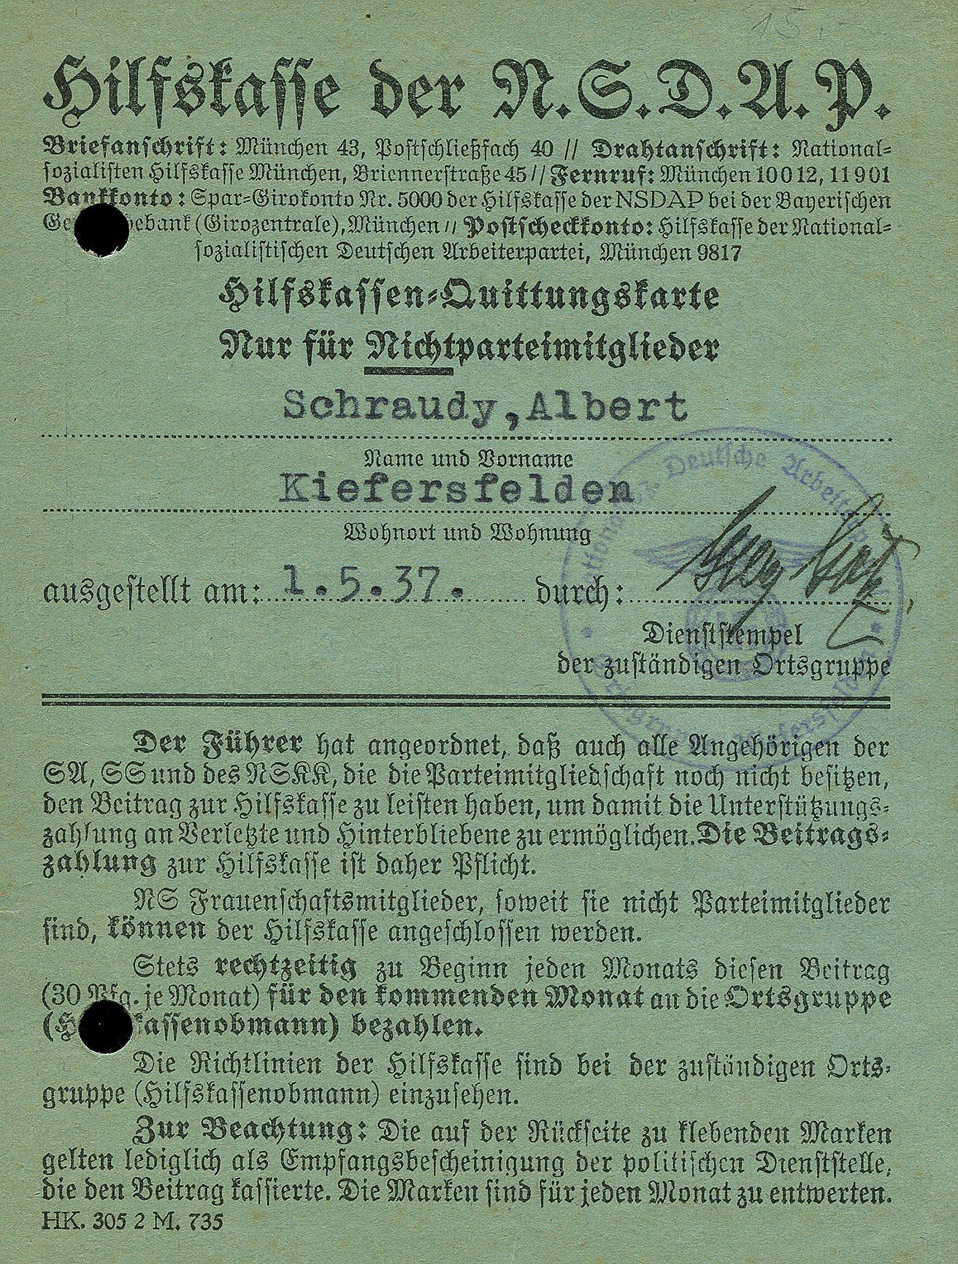 15.-
Hilfskasse der N.S.D.A.P.
Briefanschrift: München 43, Postschließfach 40 // Drahtanschrift: National-
sozialisten Hilfskasse München, Briennerstraße 45 // Fernruf: München 10012, 11901
Bankkonto: Spar-Girokonto Nr. 5000 der Hilfskasse der NSDAP bei der Bayerischen
Ge ebank (Girozentrale), München // Postscheckkonto: Hilfskasse der National-
sozialistischen Deutschen Arbeiterpartei, München 9817
Hilfskassen-Quittungskarte
Nur für Nichtparteimitglieder
Schraudy, Albert
Name und Vorname
Kiefersfelden
Wohnort und Wohnung
ausgestellt am: 1.5.37. durch:
Deutsche
Dienststempel
der zuständigen Ortsgruppe
Der Führer hat angeordnet, daß auch alle Angehörigen der
SA, SS und des NSKK, die die Parteimitgliedschaft noch nicht besitzen,
den Beitrag zur Hilfskasse zu leisten haben, um damit die Unterstützungs-
zahlung an Verletzte und Hinterbliebene zu ermöglichen. Die Beitrags-
zahlung zur Hilfskasse ist daher Pflicht.
NS Frauenschaftsmitglieder, soweit sie nicht Parteimitglieder
sind, können der Hilfskasse angeschlossen werden.
Stets rechtzeitig zu Beginn jeden Monats diesen Beitrag
(30 Pfg. je Monat) für den kommenden Monat an die Ortsgruppe
(H kassenobmann) bezahlen.
Die Richtlinien der Hilfskasse sind bei der zuständigen Orts-
gruppe (Hilfskassenobmann) einzusehen.
Zur Beachtung: Die auf der Rückseite zu klebenden Marken
gelten lediglich als Empfangsbescheinigung der politischen Dienststelle,
die den Beitrag kassierte. Die Marken sind für jeden Monat zu entwerten.
HK. 305 2 M. 735